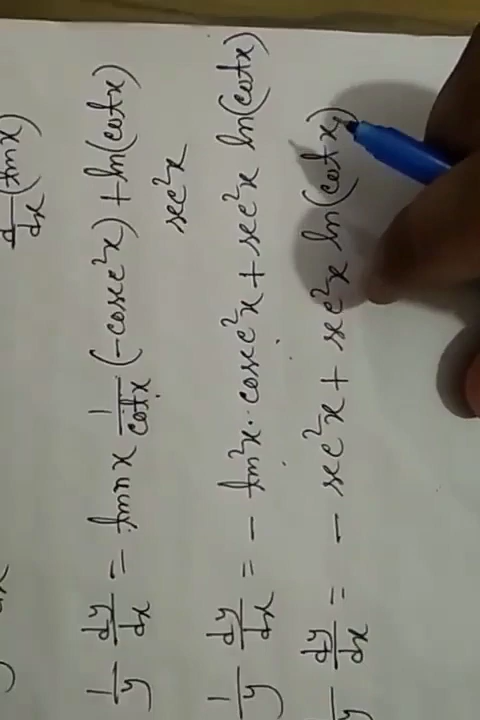 d/dx (tan x)
1/y dy/dx = tan x 1/cot x (-cosec²x) + ln(cot x)
sec²x
1/y dy/dx = - tan²x · cosec²x + sec²x ln(cot x)
1/y dy/dx = - sec²x + sec²x ln(cot x)